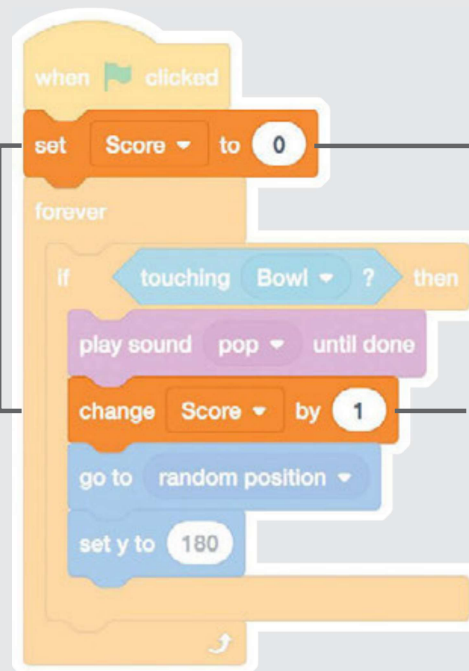 when clicked
set Score to 0
forever
if touching Bowl ? then
play sound pop until done
change Score by 1
go to random position
set y to 180